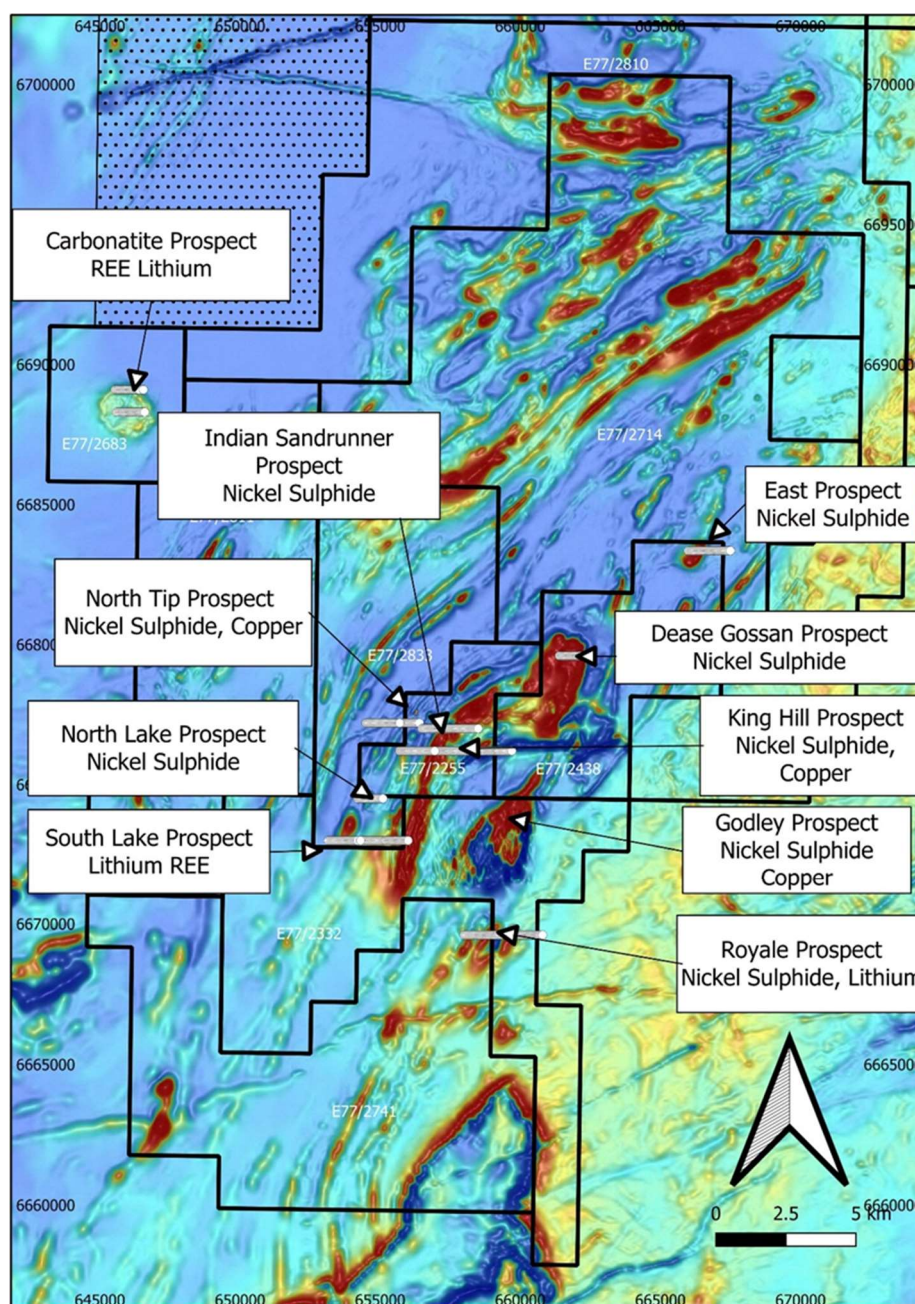 645000 650000 655000 660000 665000 670000
6700000
670000
E77/2810
Carbonatite Prospect
REE Lithium
669500
6690000
669000
E77/2683
Indian Sandrunner
Prospect
Nickel Sulphide
E77/2714
6685000
East Prospect
Nickel Sulphide
North Tip Prospect
Nickel Sulphide, Copper
668000
E77/2833
Dease Gossan Prospect
Nickel Sulphide
North Lake Prospect
Nickel Sulphide
E77/2255
E77/2438
King Hill Prospect
Nickel Sulphide,
Copper
South Lake Prospect
Lithium REE
Godley Prospect
Nickel Sulphide
Copper
6670000
E77/2332
Royale Prospect
Nickel Sulphide, Lithium
6665000
666500
E77/2741
6660000
666000
0 2.5 5 km
645000 650000 655000 660000 665000 670000